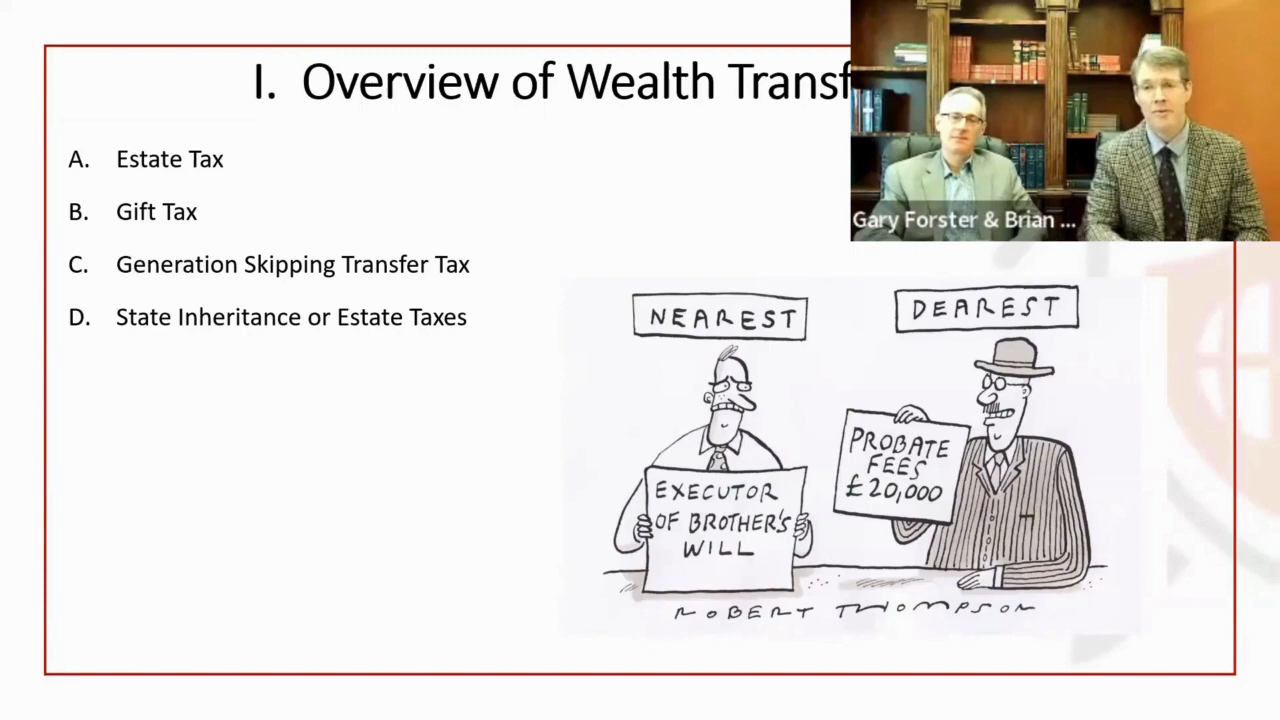 I. Overview of Wealth Transf
A. Estate Tax
B. Gift Tax
C. Generation Skipping Transfer Tax
D. State Inheritance or Estate Taxes
Gary Forster & Brian ...
NEAREST
DEAREST
EXECUTOR
OF BROTHER'S
WILL
PROBATE
FEES
£20,000
ROBERT THOMPSON